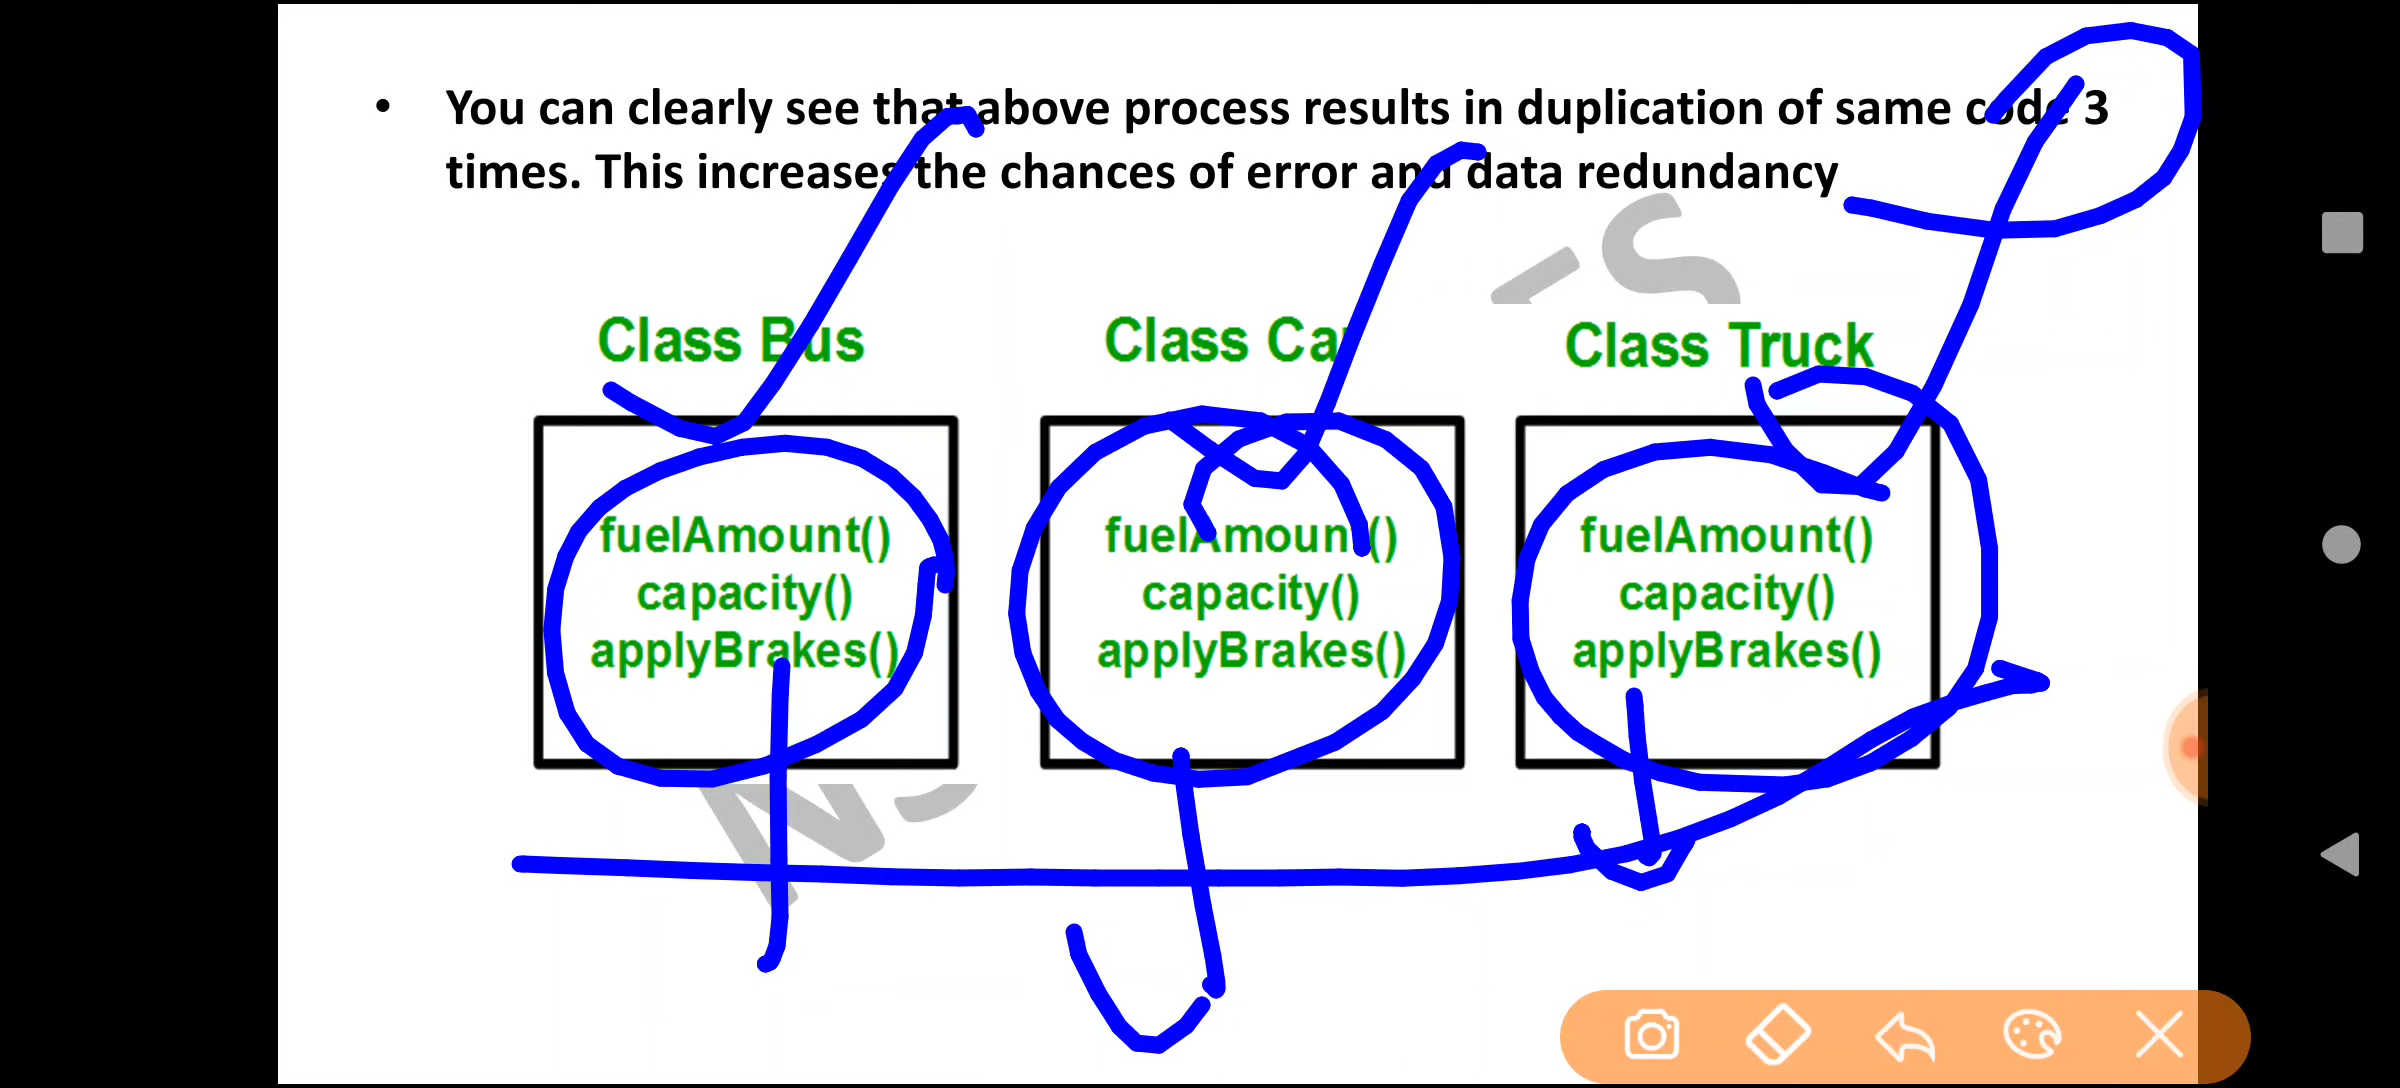 • You can clearly see that above process results in duplication of same code 3
times. This increases the chances of error and data redundancy
Class Bus
Class Car
Class Truck
fuelAmount()
capacity()
applyBrakes()
fuelAmount()
capacity()
applyBrakes()
fuelAmount()
capacity()
applyBrakes()